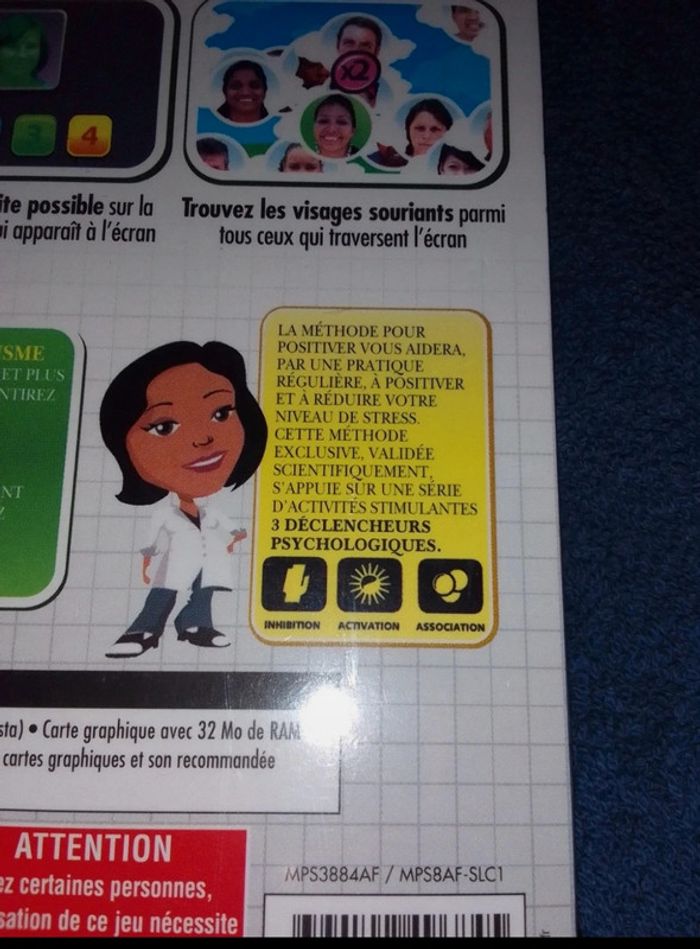 3
4
x2
ite possible sur la
i apparaît à l'écran
Trouvez les visages souriants parmi
tous ceux qui traversent l'écran
SME
ET PLUS
NTIREZ
NT
Z
LA MÉTHODE POUR
POSITIVER VOUS AIDERA,
PAR UNE PRATIQUE
RÉGULIÈRE, À POSITIVER
ET À RÉDUIRE VOTRE
NIVEAU DE STRESS.
CETTE MÉTHODE
EXCLUSIVE, VALIDÉE
SCIENTIFIQUEMENT,
S'APPUIE SUR UNE SÉRIE
D'ACTIVITÉS STIMULANTES
3 DÉCLENCHEURS
PSYCHOLOGIQUES.
INHIBITION ACTIVATION ASSOCIATION
sta) • Carte graphique avec 32 Mo de RAM
cartes graphiques et son recommandée
ATTENTION
ez certaines personnes,
sation de ce jeu nécessite
MPS3884AF / MPS8AF-SLC1